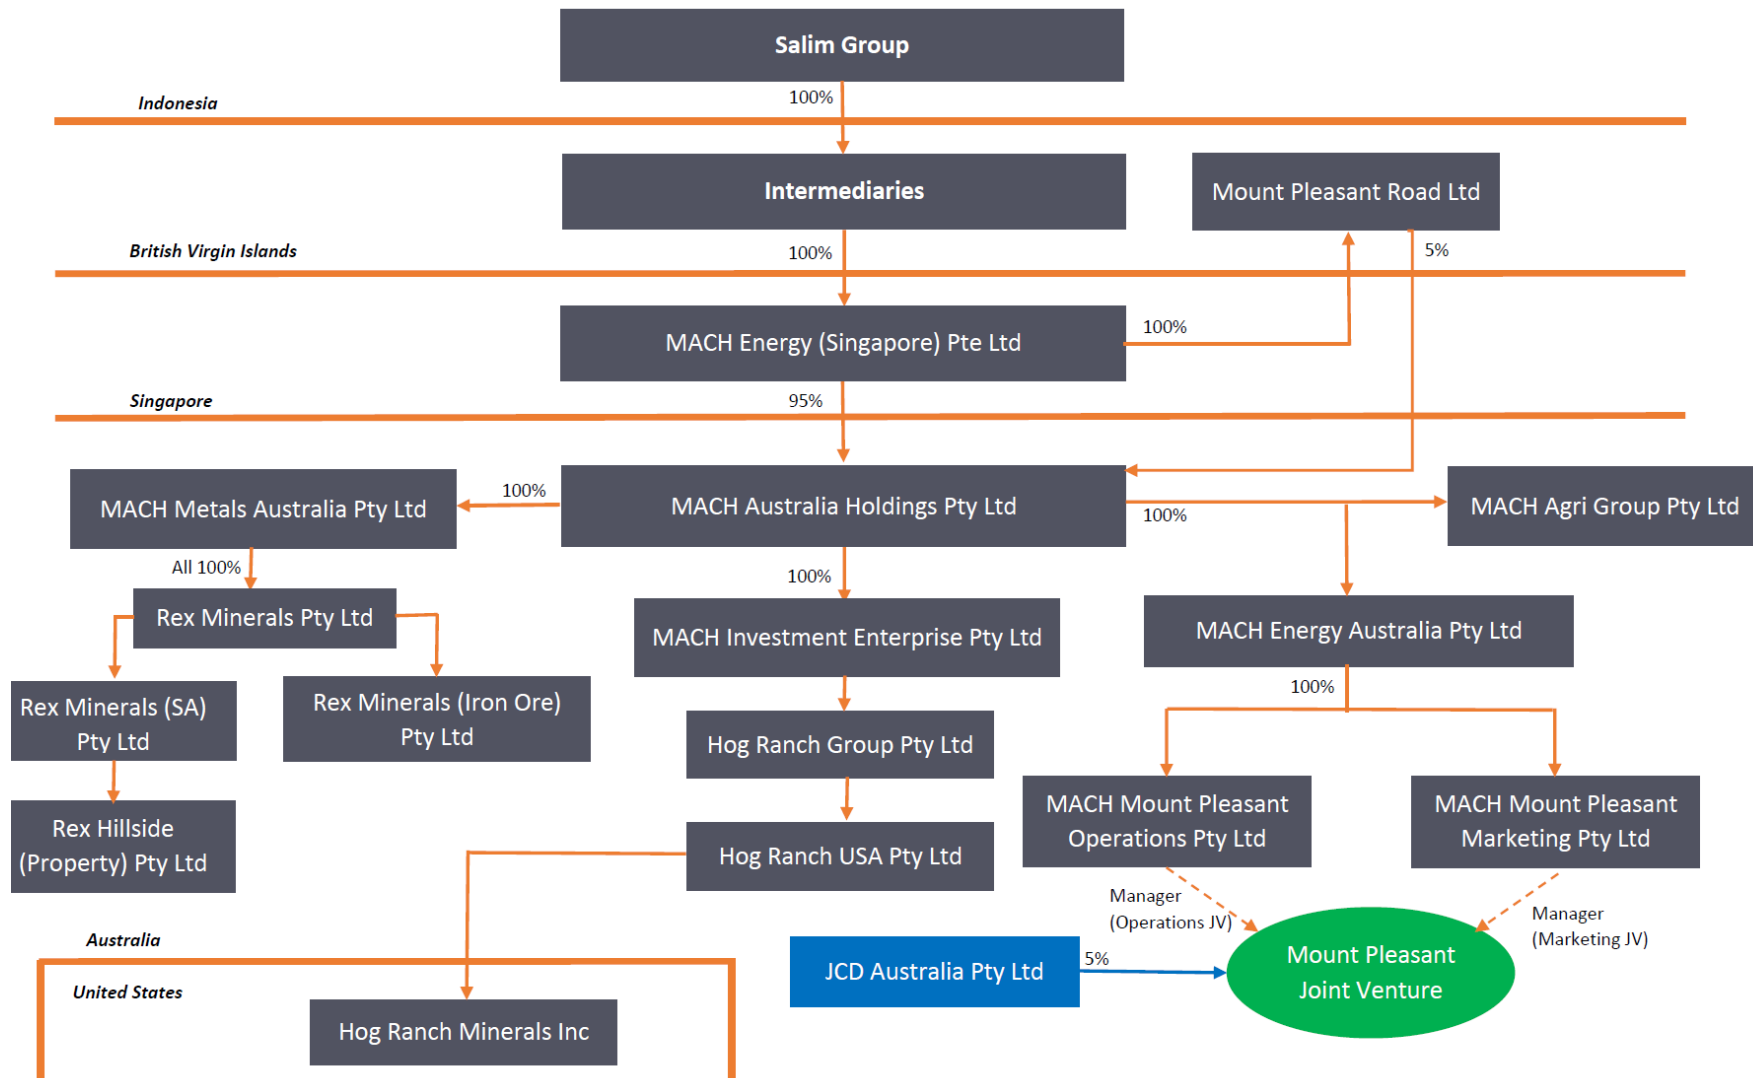 Salim Group
100%
Indonesia
Intermediaries
Mount Pleasant Road Ltd
British Virgin Islands
100%
5%
MACH Energy (Singapore) Pte Ltd
100%
Singapore
95%
MACH Metals Australia Pty Ltd
100%
MACH Australia Holdings Pty Ltd
100%
MACH Agri Group Pty Ltd
All 100%
100%
Rex Minerals Pty Ltd
MACH Investment Enterprise Pty Ltd
MACH Energy Australia Pty Ltd
100%
Rex Minerals (SA)
Pty Ltd
Rex Minerals (Iron Ore)
Pty Ltd
Hog Ranch Group Pty Ltd
MACH Mount Pleasant
Operations Pty Ltd
MACH Mount Pleasant
Marketing Pty Ltd
Rex Hillside
(Property) Pty Ltd
Hog Ranch USA Pty Ltd
Manager
(Operations JV)
Manager
(Marketing JV)
Australia
JCD Australia Pty Ltd
5%
Mount Pleasant
Joint Venture
United States
Hog Ranch Minerals Inc